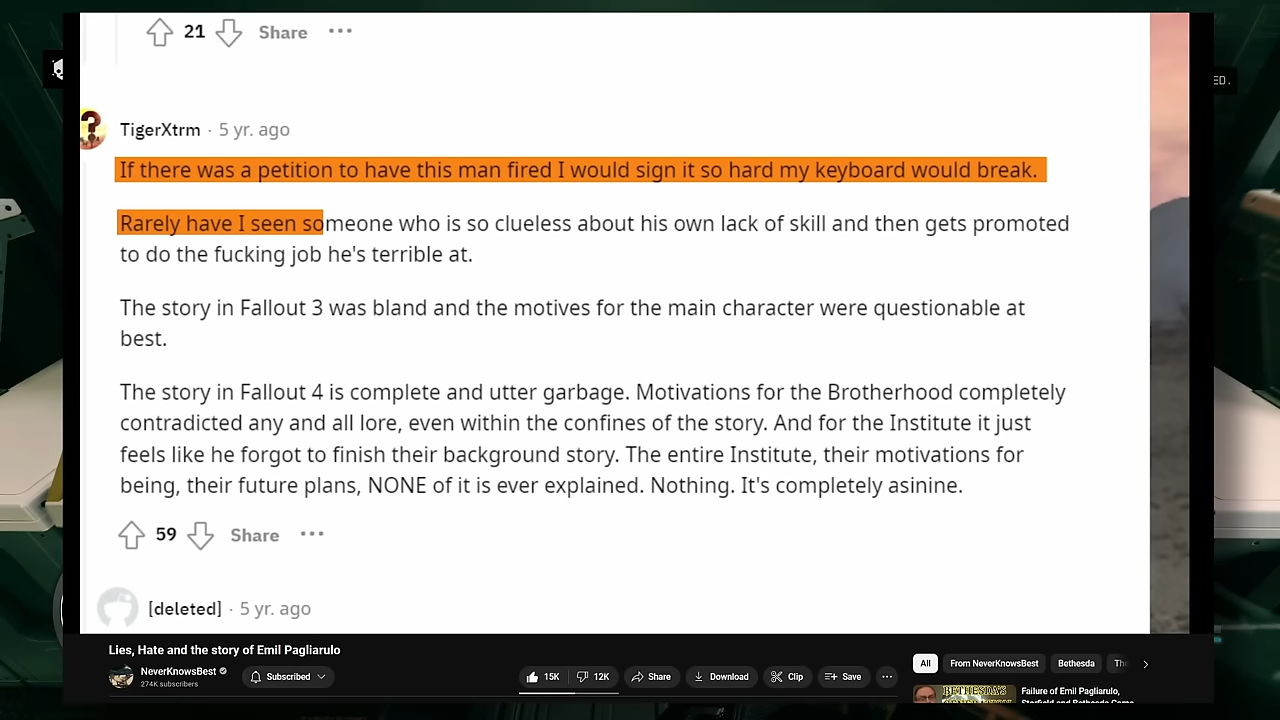 21 Share
ED.
TigerXtrm · 5 yr. ago
If there was a petition to have this man fired I would sign it so hard my keyboard would break.
Rarely have I seen someone who is so clueless about his own lack of skill and then gets promoted
to do the fucking job he's terrible at.
The story in Fallout 3 was bland and the motives for the main character were questionable at
best.
The story in Fallout 4 is complete and utter garbage. Motivations for the Brotherhood completely
contradicted any and all lore, even within the confines of the story. And for the Institute it just
feels like he forgot to finish their background story. The entire Institute, their motivations for
being, their future plans, NONE of it is ever explained. Nothing. It's completely asinine.
59 Share
[deleted] · 5 yr. ago
Lies, Hate and the story of Emil Pagliarulo
NeverKnowsBest
274K subscribers
Subscribed
15K 12K Share Download Clip Save
All From NeverKnowsBest Bethesda Th
BETHESDA'S
Failure of Emil Pagliarulo,
Starfield and Bethesda Game